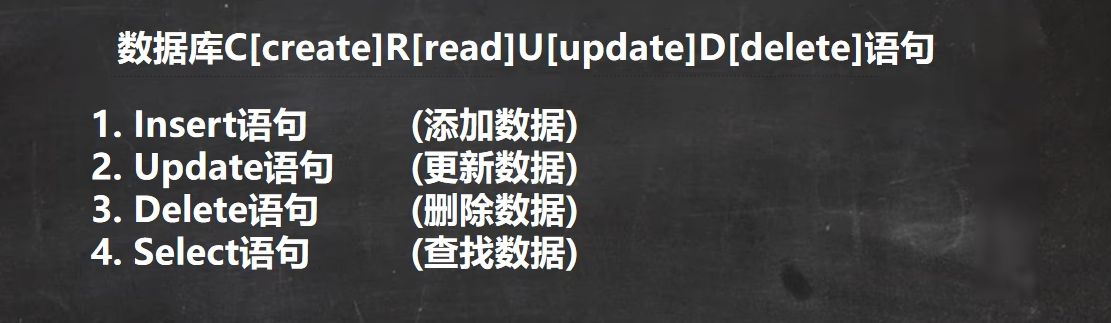 数据库C[create]R[read]U[update]D[delete]语句
1. Insert语句 (添加数据)
2. Update语句 (更新数据)
3. Delete语句 (删除数据)
4. Select语句 (查找数据)